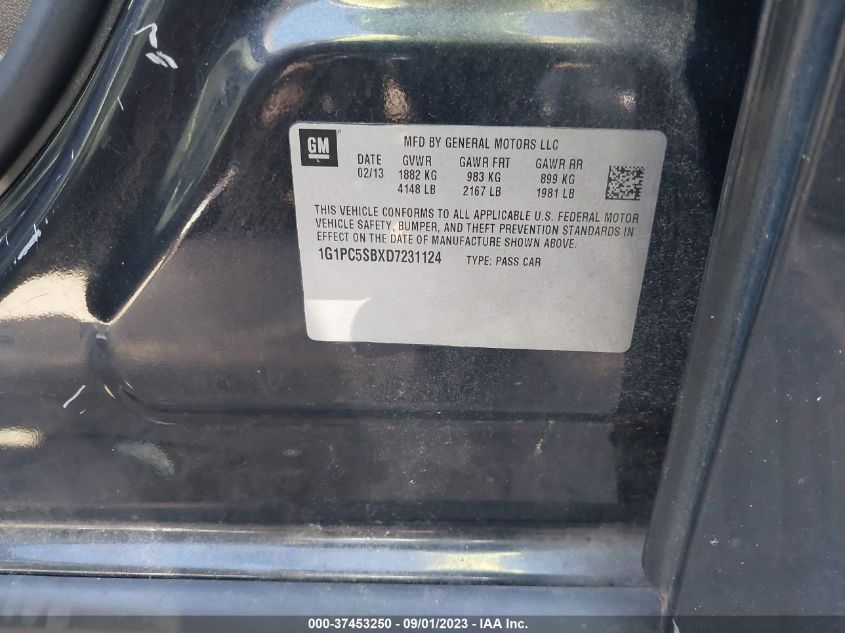 GM MFD BY GENERAL MOTORS LLC
DATE GVWR GAWR FRT GAWR RR
02/13 1882 KG 983 KG 899 KG
4148 LB 2167 LB 1981 LB
THIS VEHICLE CONFORMS TO ALL APPLICABLE U.S. FEDERAL MOTOR
VEHICLE SAFETY, BUMPER, AND THEFT PREVENTION STANDARDS IN
EFFECT ON THE DATE OF MANUFACTURE SHOWN ABOVE.
1G1PC5SBXD7231124 TYPE: PASS CAR
000-37453250 - 09/01/2023 - IAA Inc.